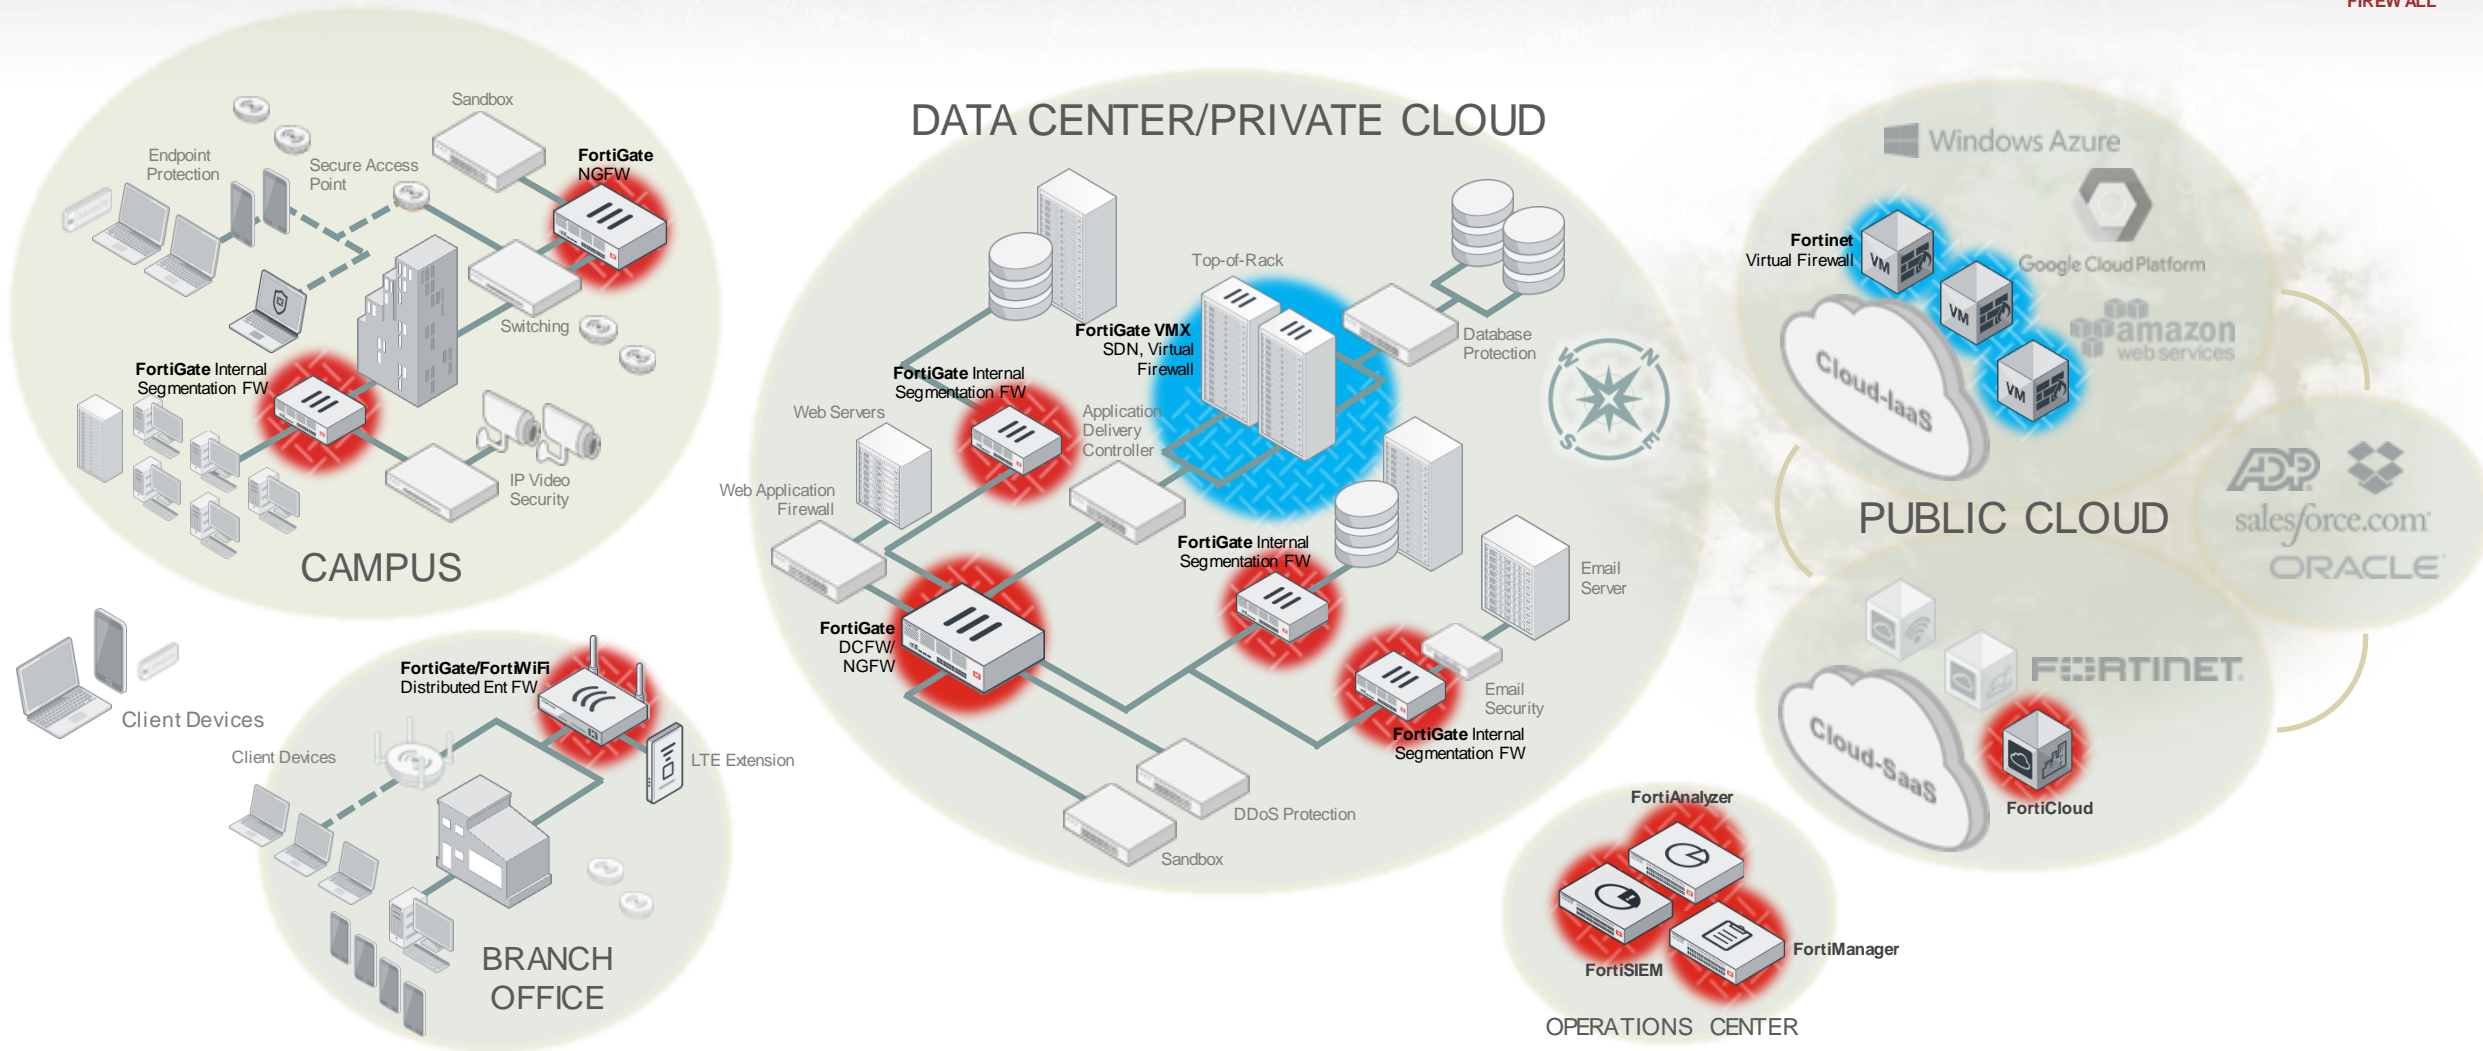 FIREWALL
Sandbox
Endpoint
Protection
Secure Access
Point
FortiGate
NGFW
Switching
FortiGate Internal
Segmentation FW
IP Video
Security
CAMPUS
Client Devices
FortiGate/FortiWiFi
Distributed Ent FW
Client Devices
LTE Extension
BRANCH
OFFICE
DATA CENTER/PRIVATE CLOUD
Top-of-Rack
FortiGate VMX
SDN, Virtual
Firewall
Database
Protection
FortiGate Internal
Segmentation FW
Web Servers
Application
Delivery
Controller
Web Application
Firewall
FortiGate Internal
Segmentation FW
Email
Server
FortiGate
DCFW/
NGFW
Email
Security
FortiGate Internal
Segmentation FW
DDoS Protection
Sandbox
W
N
S
E
Windows Azure
Fortinet
Virtual Firewall
VM
VM
VM
Google Cloud Platform
amazon
web services
Cloud-IaaS
PUBLIC CLOUD
ADP
salesforce.com
ORACLE
FORTINET
Cloud-SaaS
FortiCloud
FortiAnalyzer
FortiSIEM
FortiManager
OPERATIONS CENTER